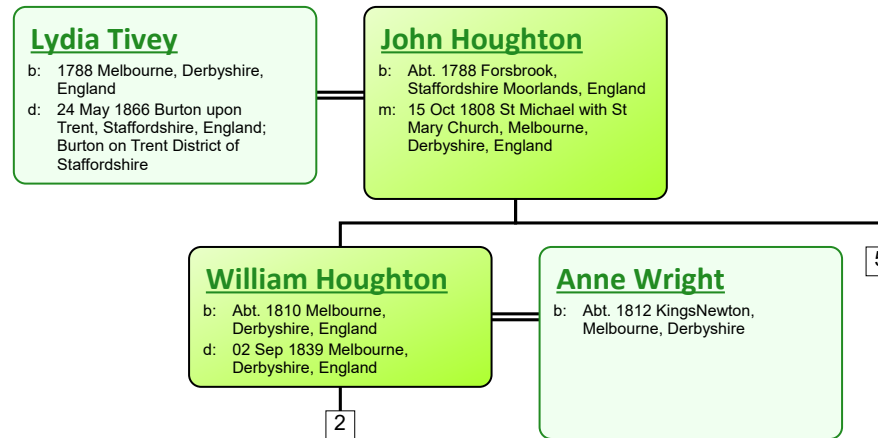 Lydia Tivey
b: 1788 Melbourne, Derbyshire,
England
d: 24 May 1866 Burton upon
Trent, Staffordshire, England;
Burton on Trent District of
Staffordshire
John Houghton
b: Abt. 1788 Forsbrook,
Staffordshire Moorlands, England
m: 15 Oct 1808 St Michael with St
Mary Church, Melbourne,
Derbyshire, England
William Houghton
b: Abt. 1810 Melbourne,
Derbyshire, England
d: 02 Sep 1839 Melbourne,
Derbyshire, England
Anne Wright
b: Abt. 1812 KingsNewton,
Melbourne, Derbyshire
2